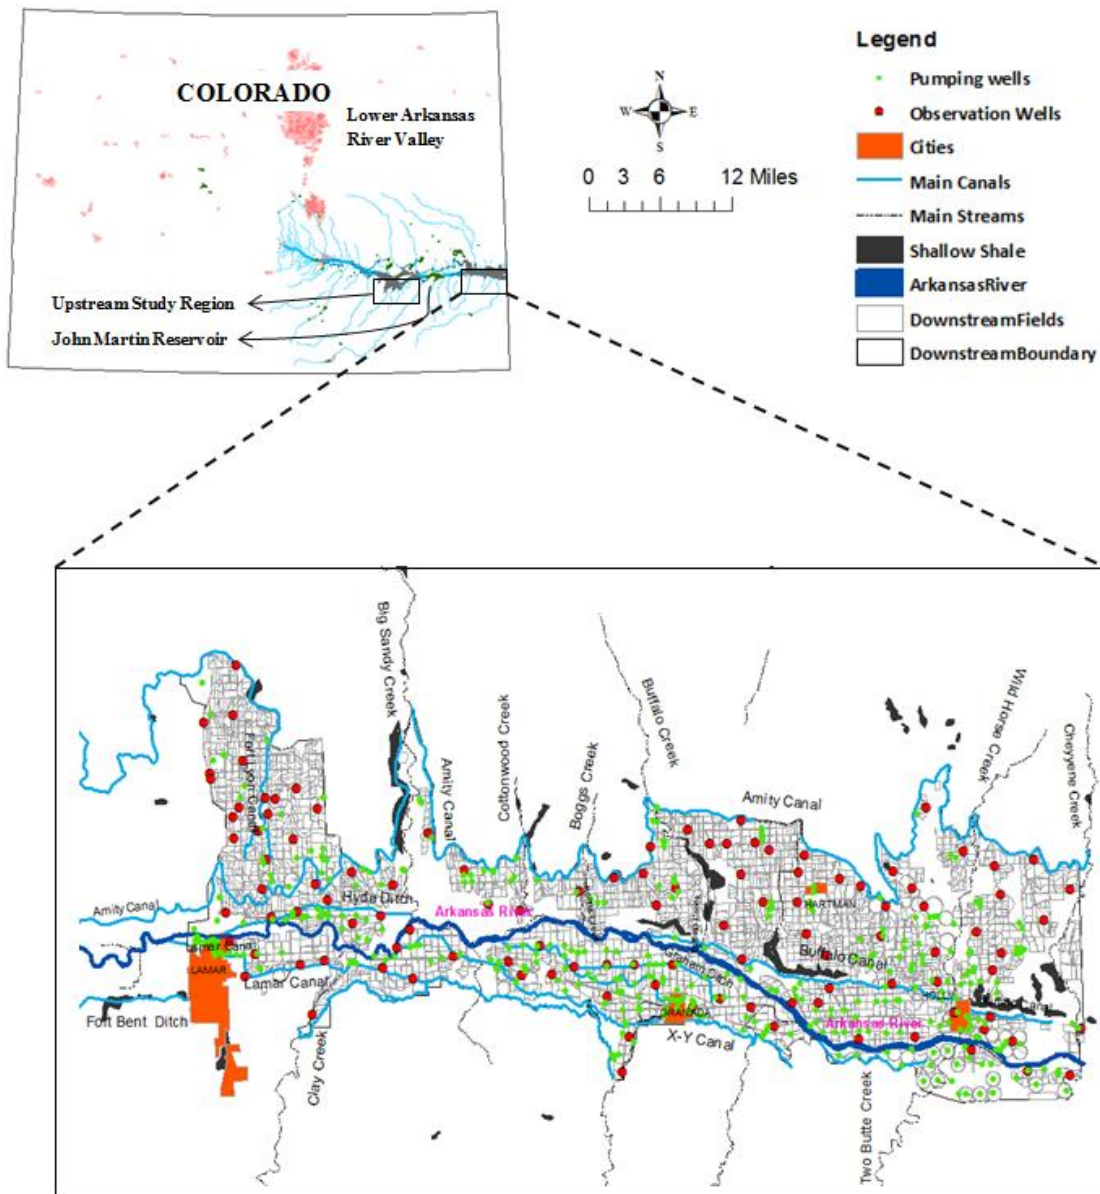 COLORADO
Lower Arkansas
River Valley
Upstream Study Region
John Martin Reservoir
N
W
E
S
0 3 6 12 Miles
Legend
Pumping wells
Observation Wells
Cities
Main Canals
Main Streams
Shallow Shale
ArkansasRiver
DownstreamFields
DownstreamBoundary
Big Sandy Creek
Buffalo Creek
Wild Horse Creek
Cheyyene Creek
Fort Lyon Canal
Amity Canal
Cottonwood Creek
Boggs Creek
Amity Canal
Hyde Ditch
Amity Canal
Arkansas River
HARTMAN
Lamar Canal
LAMAR
Lamar Canal
Buffalo Canal
Graham Ditch
Fort Bent Ditch
GRANADA
X-Y Canal
Arkansas River
Clay Creek
Two Butte Creek